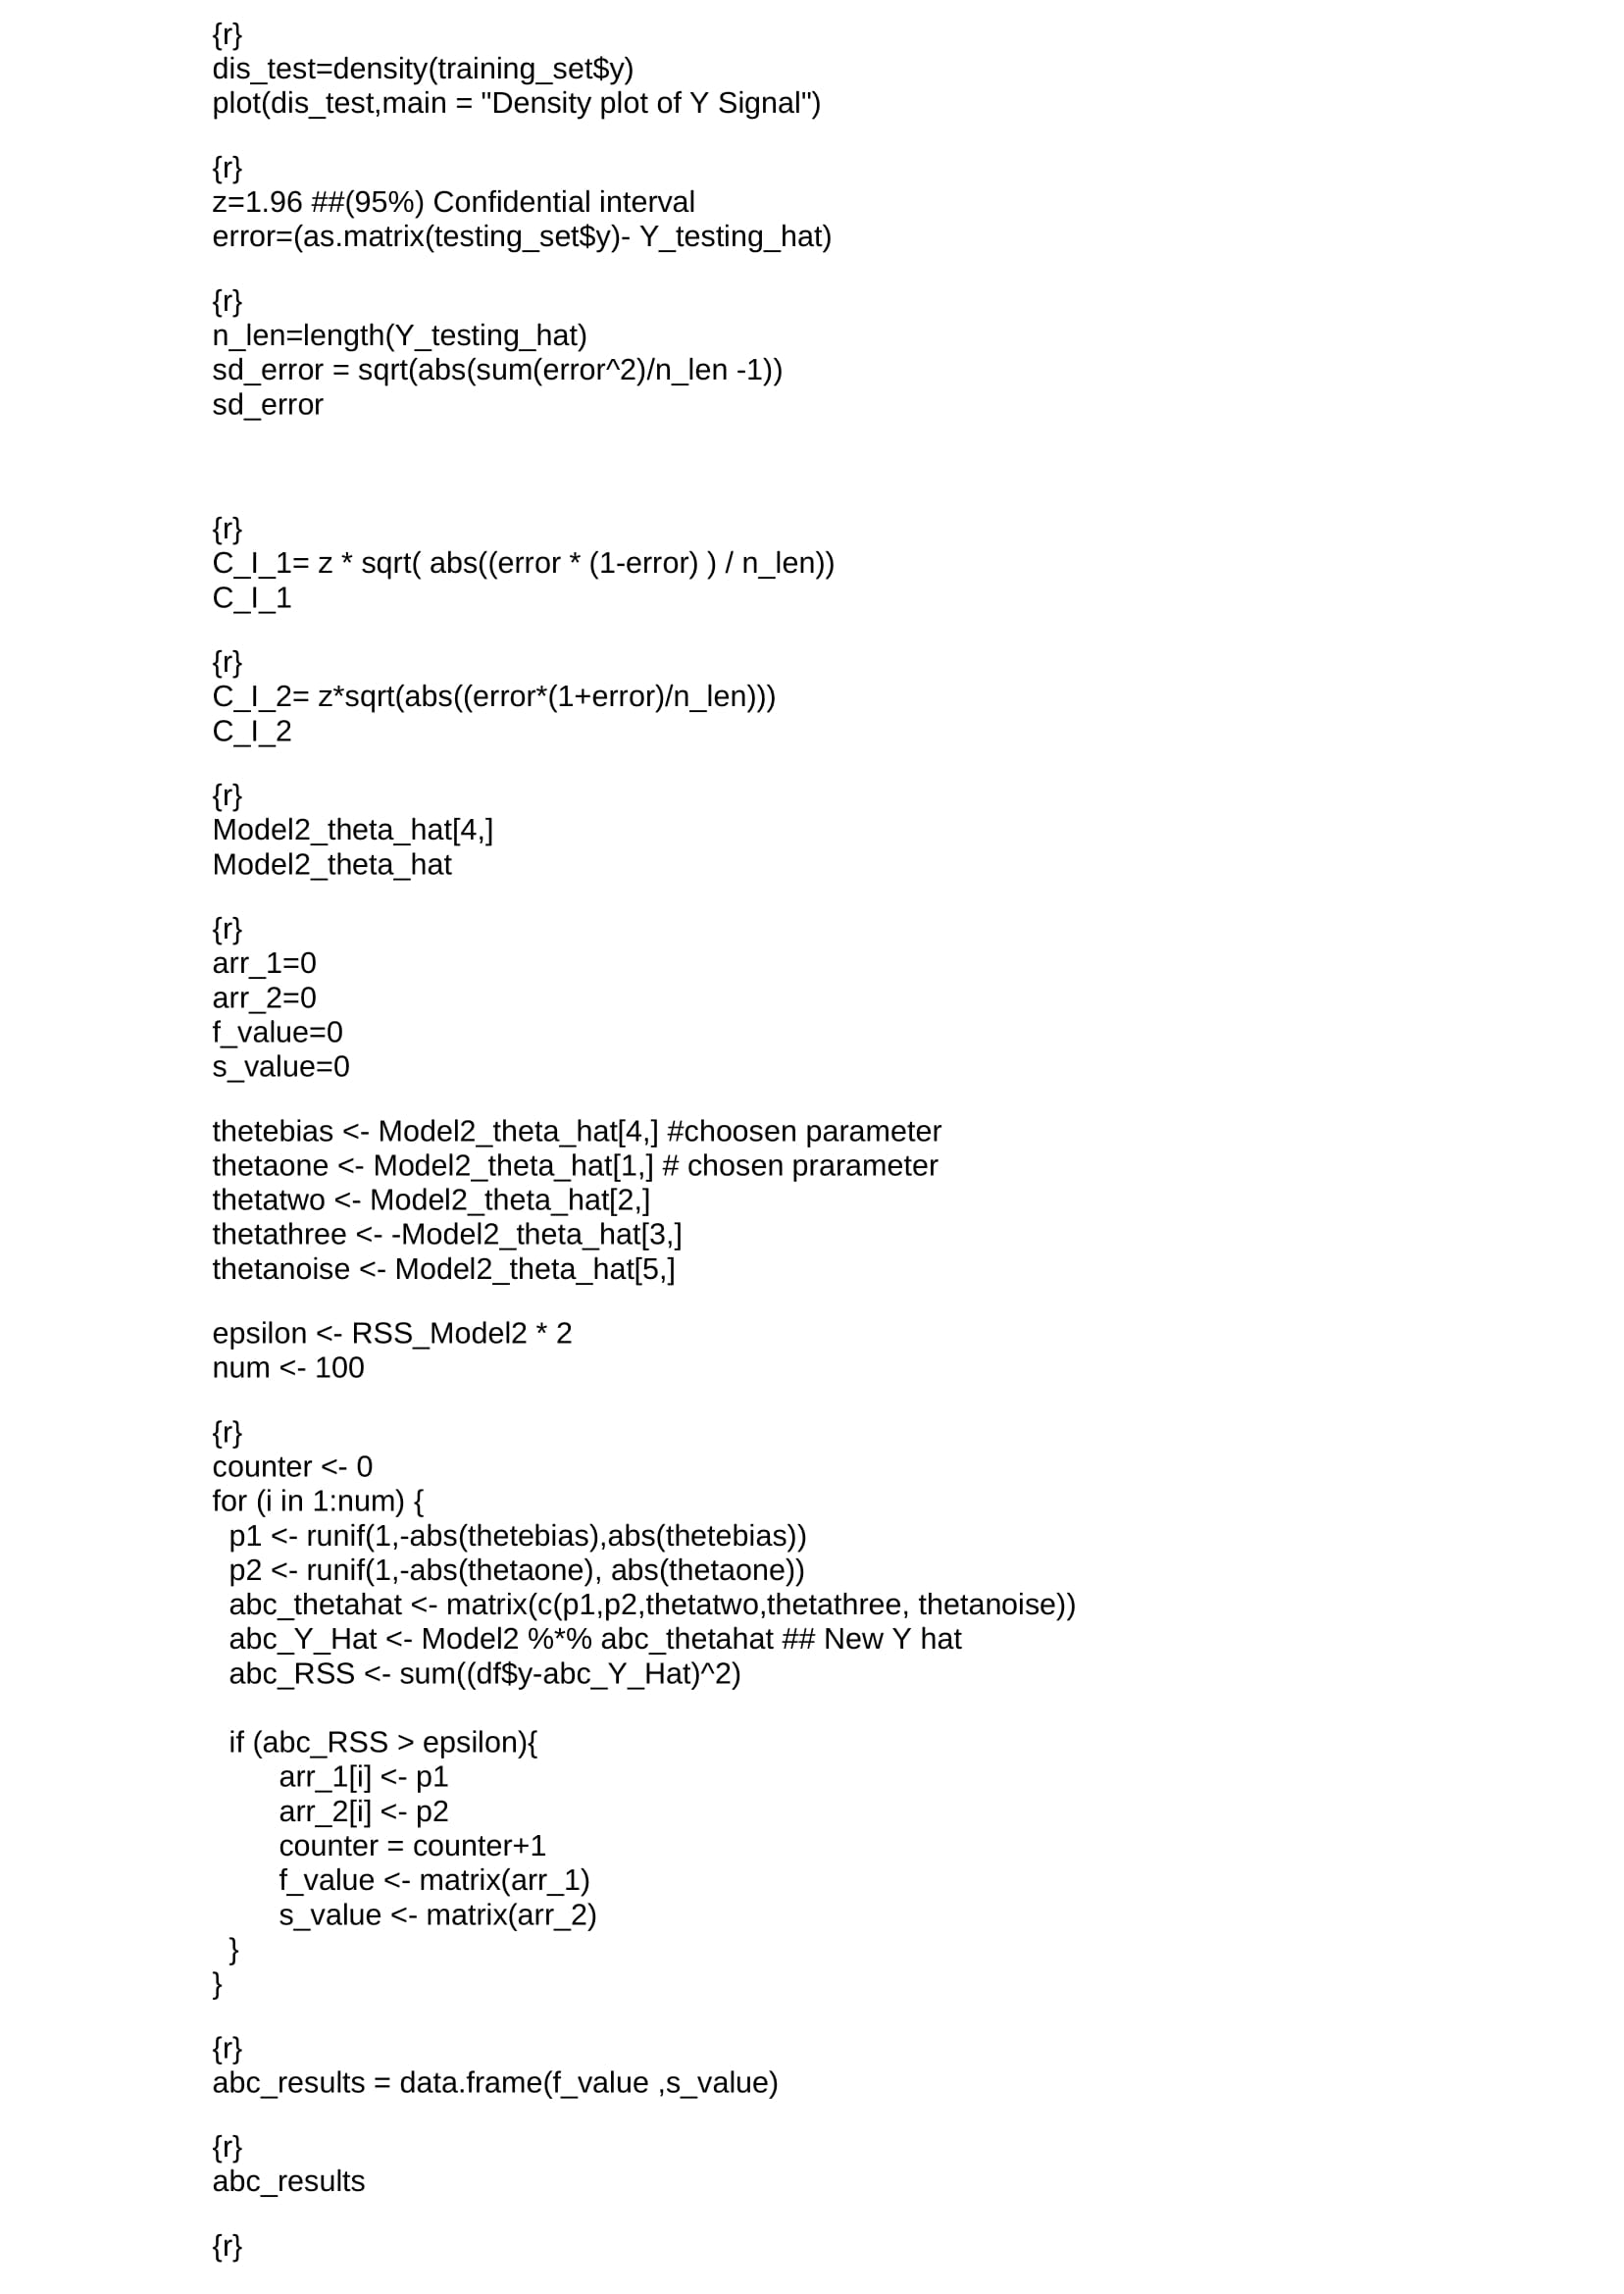 {r}
dis_test=density(training_set$y)
plot(dis_test,main = "Density plot of Y Signal")
{r}
z=1.96 ##(95%) Confidential interval
error=(as.matrix(testing_set$y)- Y_testing_hat)
{r}
n_len=length(Y_testing_hat)
sd_error = sqrt(abs(sum(error^2)/n_len -1))
sd_error
{r}
C_I_1= z * sqrt( abs((error * (1-error) ) / n_len))
C_I_1
{r}
C_I_2= z*sqrt(abs((error*(1+error)/n_len)))
C_I_2
{r}
Model2_theta_hat[4,]
Model2_theta_hat
{r}
arr_1=0
arr_2=0
f_value=0
s_value=0
thetebias <- Model2_theta_hat[4,] #choosen parameter
thetaone <- Model2_theta_hat[1,] # chosen prarameter
thetatwo <- Model2_theta_hat[2,]
thetathree <- -Model2_theta_hat[3,]
thetanoise <- Model2_theta_hat[5,]
epsilon <- RSS_Model2 * 2
num <- 100
{r}
counter <- 0
for (i in 1:num) {
p1 <- runif(1,-abs(thetebias),abs(thetebias))
p2 <- runif(1,-abs(thetaone), abs(thetaone))
abc_thetahat <- matrix(c(p1,p2,thetatwo,thetathree, thetanoise))
abc_Y_Hat <- Model2 %*% abc_thetahat ## New Y hat
abc_RSS <- sum((df$y-abc_Y_Hat)^2)
if (abc_RSS > epsilon){
arr_1[i] <- p1
arr_2[i] <- p2
counter = counter+1
f_value <- matrix(arr_1)
s_value <- matrix(arr_2)
}
}
{r}
abc_results = data.frame(f_value ,s_value)
{r}
abc_results
{r}